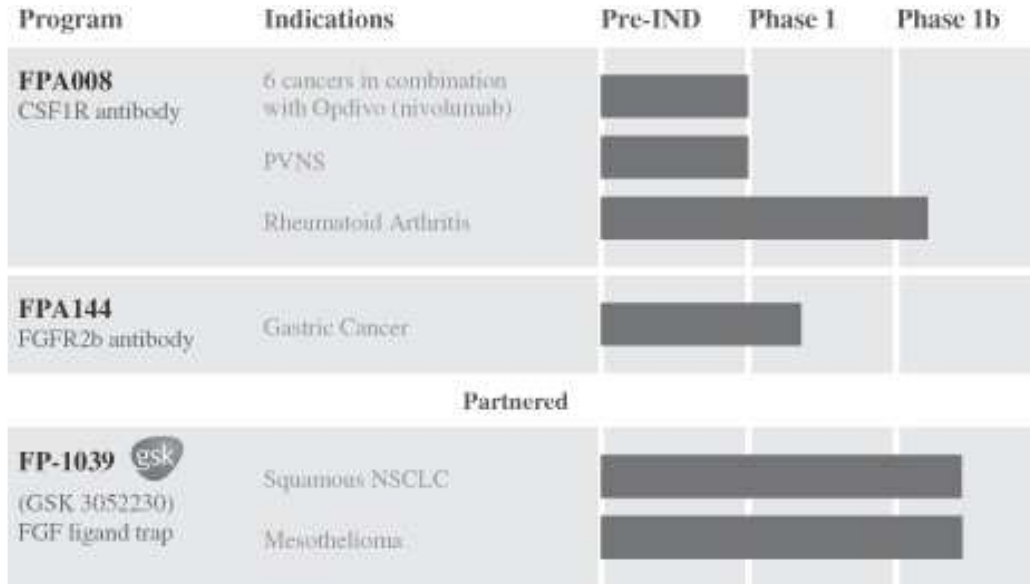 Program Indications Pre-IND Phase 1 Phase 1b
FPA008
CSF1R antibody
6 cancers in combination
with Opdivo (nivolumab)
PVNS
Rheumatoid Arthritis
FPA144
FGFR2b antibody
Gastric Cancer
Partnered
FP-1039 gsk
(GSK 3052230)
FGF ligand trap
Squamous NSCLC
Mesothelioma